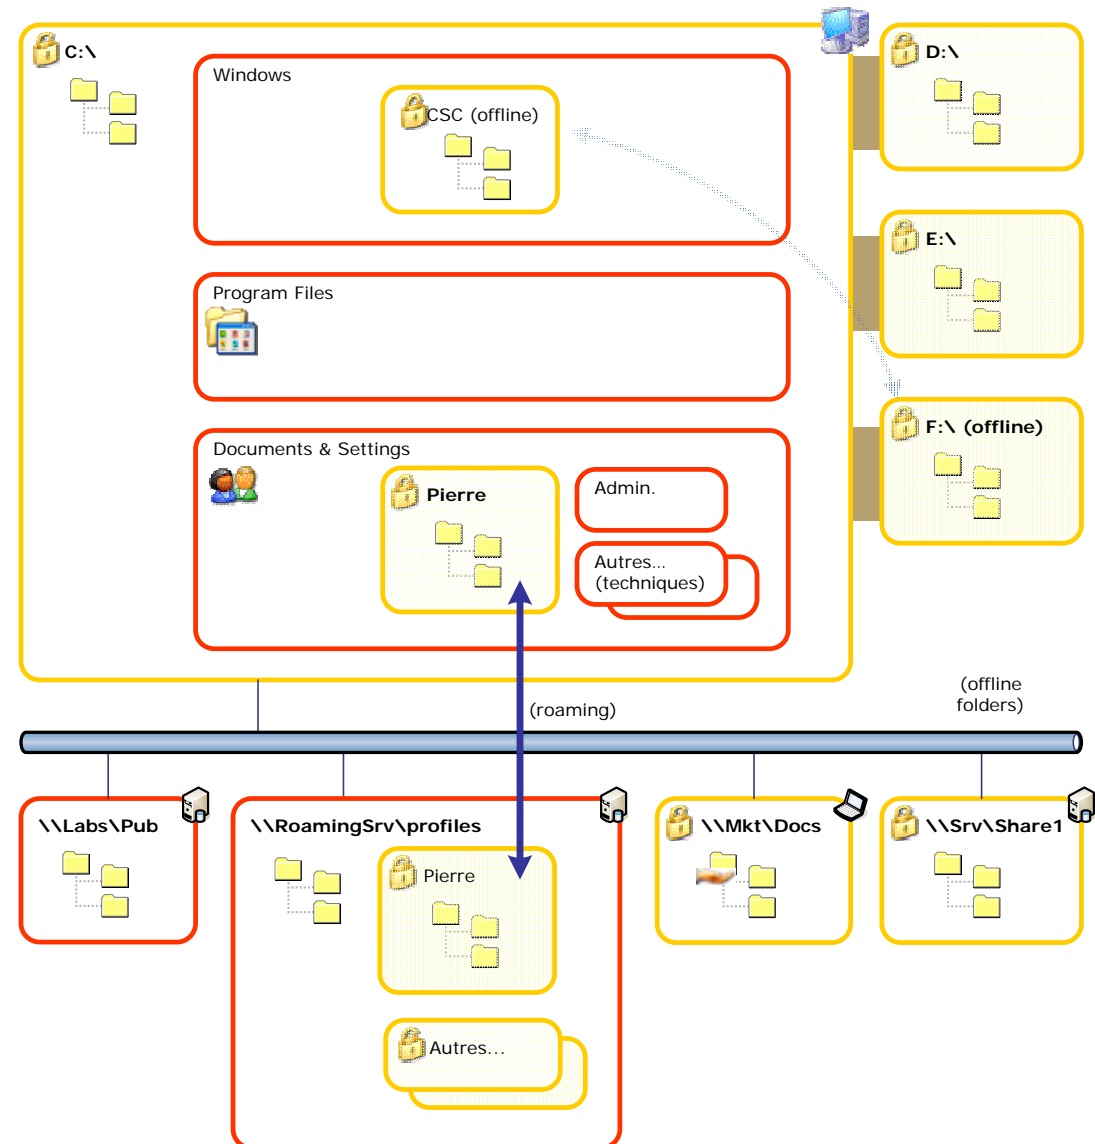 C:\
Windows
CSC (offline)
Program Files
Documents & Settings
Pierre
Admin.
Autres...
(techniques)
D:\
E:\
F:\ (offline)
(roaming)
(offline
folders)
\\Labs\Pub
\\RoamingSrv\profiles
Pierre
Autres...
\\Mkt\Docs
\\Srv\Share1